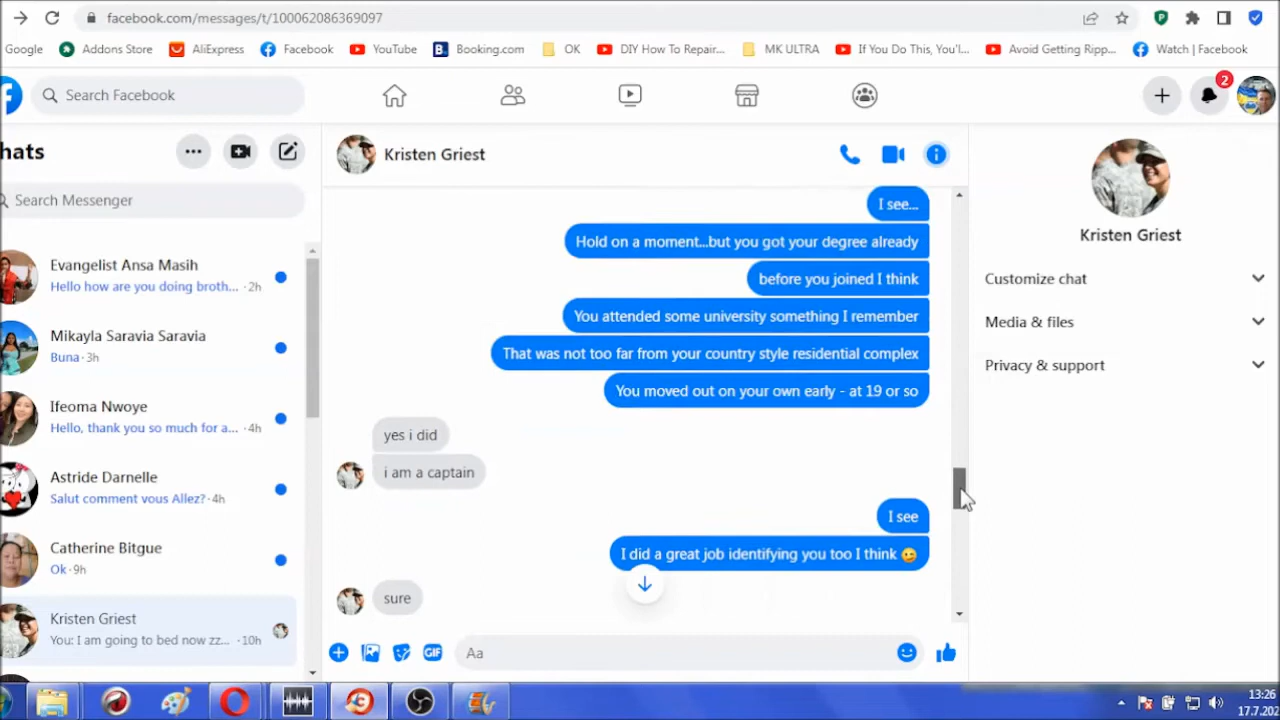 facebook.com/messages/t/100062086369097
Google Addons Store AliExpress Facebook YouTube Booking.com OK DIY How To Repair... MK ULTRA If You Do This, You'l... Avoid Getting Ripp... Watch | Facebook
Search Facebook
2
hats
Search Messenger
Evangelist Ansa Masih
Hello how are you doing broth... · 2h
Mikayla Saravia Saravia
Buna · 3h
Ifeoma Nwoye
Hello, thank you so much for a... · 4h
Astride Darnelle
Salut comment vous Allez? · 4h
Catherine Bitgue
Ok · 9h
Kristen Griest
You: I am going to bed now zz... · 10h
Kristen Griest
I see...
Hold on a moment...but you got your degree already
before you joined I think
You attended some university something I remember
That was not too far from your country style residential complex
You moved out on your own early - at 19 or so
yes i did
i am a captain
I see
I did a great job identifying you too I think 😉
sure
GIF
Aa
Kristen Griest
Customize chat
Media & files
Privacy & support
13:26
17.7.202